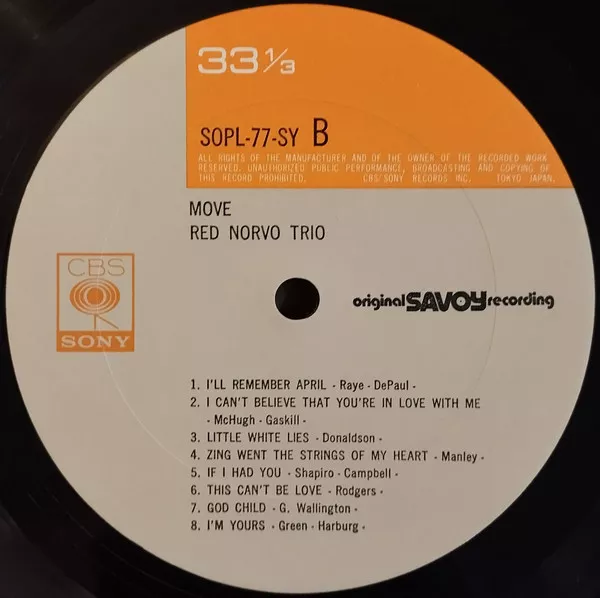 33 1/3
SOPL-77-SY B
ALL RIGHTS OF THE MANUFACTURER AND OF THE OWNER OF THE RECORDED WORK
RESERVED. UNAUTHORIZED PUBLIC PERFORMANCE, BROADCASTING AND COPYING OF
THIS RECORD PROHIBITED. CBS/SONY RECORDS INC. TOKYO JAPAN.
MOVE
RED NORVO TRIO
CBS
SONY
original SAVOY recording
1. I'LL REMEMBER APRIL - Raye - DePaul -
2. I CAN'T BELIEVE THAT YOU'RE IN LOVE WITH ME
- McHugh - Gaskill -
3. LITTLE WHITE LIES - Donaldson -
4. ZING WENT THE STRINGS OF MY HEART - Manley -
5. IF I HAD YOU - Shapiro - Campbell -
6. THIS CAN'T BE LOVE - Rodgers -
7. GOD CHILD - G. Wallington -
8. I'M YOURS - Green - Harburg -